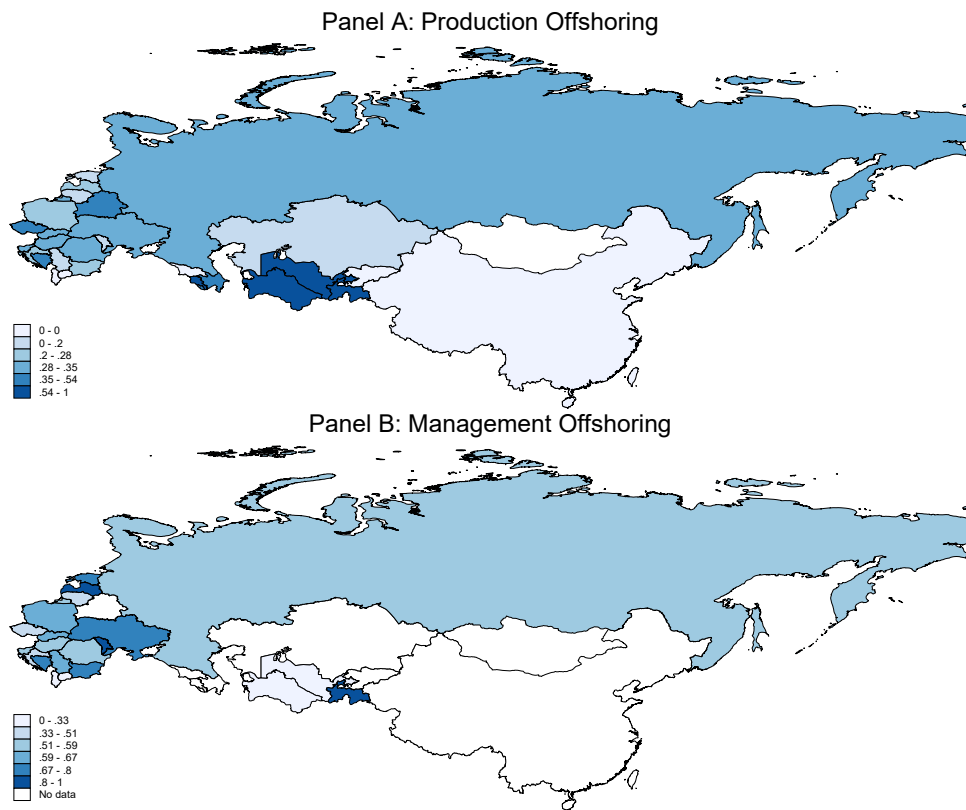 Panel A: Production Offshoring
0 - 0
0 - .2
.2 - .28
.28 - .35
.35 - .54
.54 - 1
Panel B: Management Offshoring
0 - .33
.33 - .51
.51 - .59
.59 - .67
.67 - .8
.8 - 1
No data